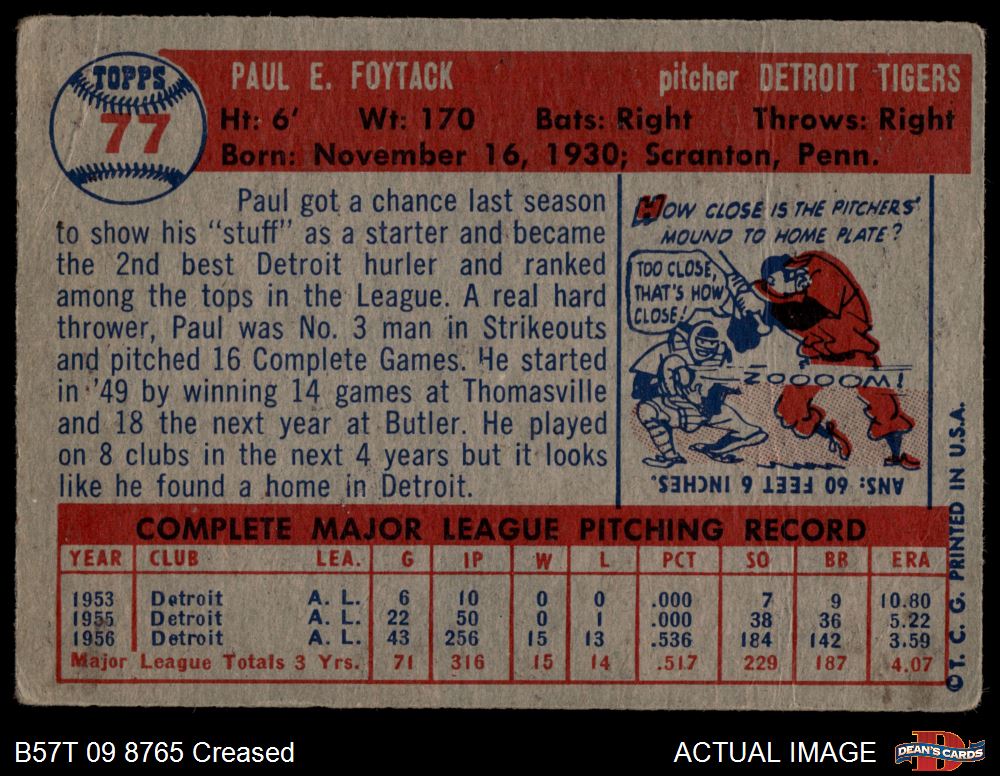 TOPPS
77
PAUL E. FOYTACK pitcher DETROIT TIGERS
Ht: 6' Wt: 170 Bats: Right Throws: Right
Born: November 16, 1930; Scranton, Penn.
Paul got a chance last season
to show his "stuff" as a starter and became
the 2nd best Detroit hurler and ranked
among the tops in the League. A real hard
thrower, Paul was No. 3 man in Strikeouts
and pitched 16 Complete Games. He started
in '49 by winning 14 games at Thomasville
and 18 the next year at Butler. He played
on 8 clubs in the next 4 years but it looks
like he found a home in Detroit.
HOW CLOSE IS THE PITCHERS'
MOUND TO HOME PLATE?
TOO CLOSE,
THAT'S HOW
CLOSE!
ZOOOOOWW!
ANS: 60 FEET 6 INCHES.
COMPLETE MAJOR LEAGUE PITCHING RECORD
YEAR CLUB LEA. G IP W L PCT SO BR ERA
1953 Detroit A. L. 6 10 0 0 .000 7 9 10.80
1955 Detroit A. L. 22 50 0 1 .000 38 36 5.22
1956 Detroit A. L. 43 256 15 13 .536 184 142 3.59
Major League Totals 3 Yrs. 71 316 15 14 .517 229 187 4.07
© T. C. G. PRINTED IN U.S.A.
B57T 09 8765 Creased
ACTUAL IMAGE
DEAN'S CARDS